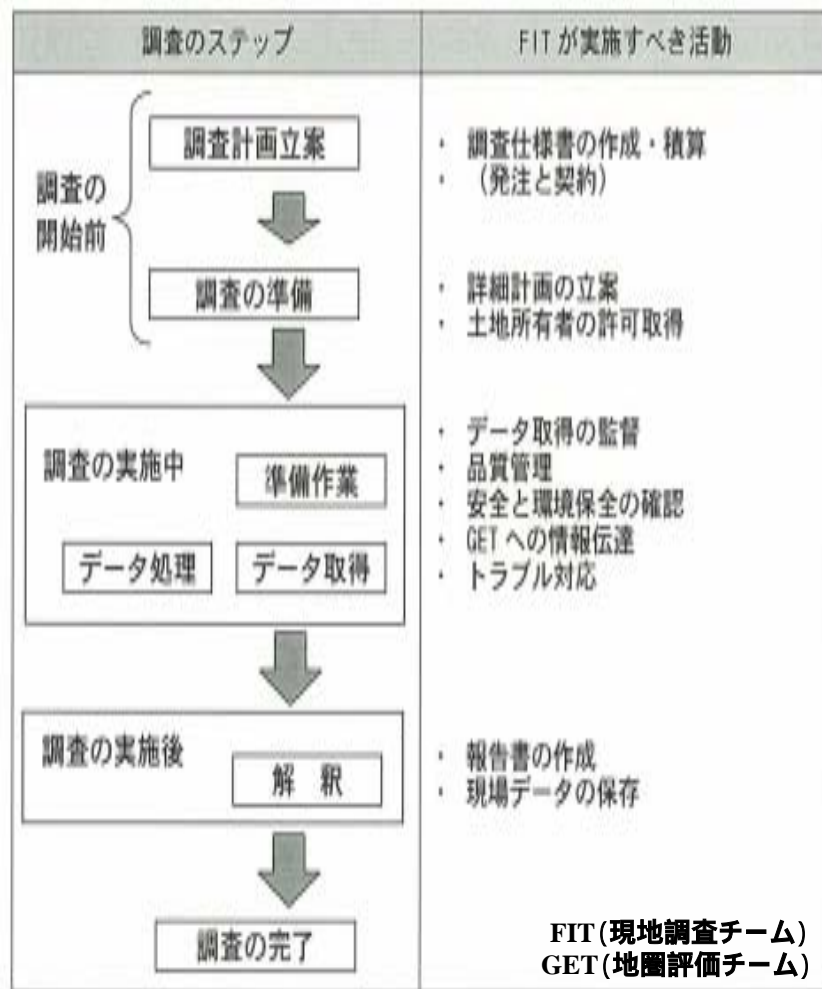 調査のステップ
FITが実施すべき活動
調査の
開始前
調査計画立案
・ 調査仕様書の作成・積算
・ （発注と契約）
調査の準備
・ 詳細計画の立案
・ 土地所有者の許可取得
調査の実施中
準備作業
データ処理
データ取得
・ データ取得の監督
・ 品質管理
・ 安全と環境保全の確認
・ GETへの情報伝達
・ トラブル対応
調査の実施後
解 釈
・ 報告書の作成
・ 現場データの保存
調査の完了
FIT(現地調査チーム)
GET(地圏評価チーム)